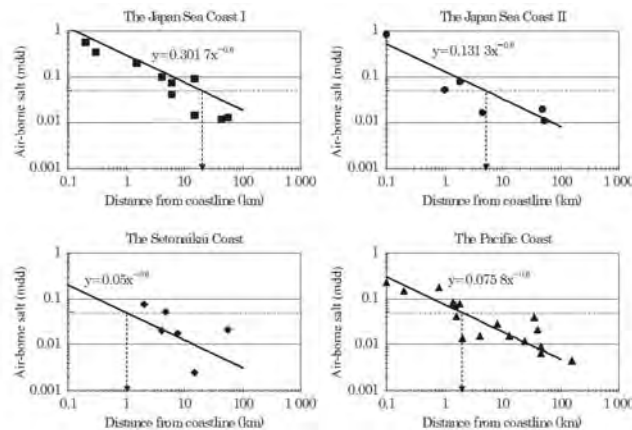 The Japan Sea Coast I
The Japan Sea Coast II
1
0.1
0.01
0.001
Air-borne salt (mdd)
y=0.301 7x⁻⁰·⁶
0.1
1
10
100
1 000
Distance from coastline (km)
1
0.1
0.01
0.001
Air-borne salt (mdd)
y=0.131 3x⁻⁰·⁶
0.1
1
10
100
1 000
Distance from coastline (km)
The Setonaikai Coast
The Pacific Coast
1
0.1
0.01
0.001
Air-borne salt (mdd)
y=0.05x⁻⁰·⁶
0.1
1
10
100
1 000
Distance from coastline (km)
1
0.1
0.01
0.001
Air-borne salt (mdd)
y=0.075 8x⁻⁰·⁶
0.1
1
10
100
1 000
Distance from coastline (km)